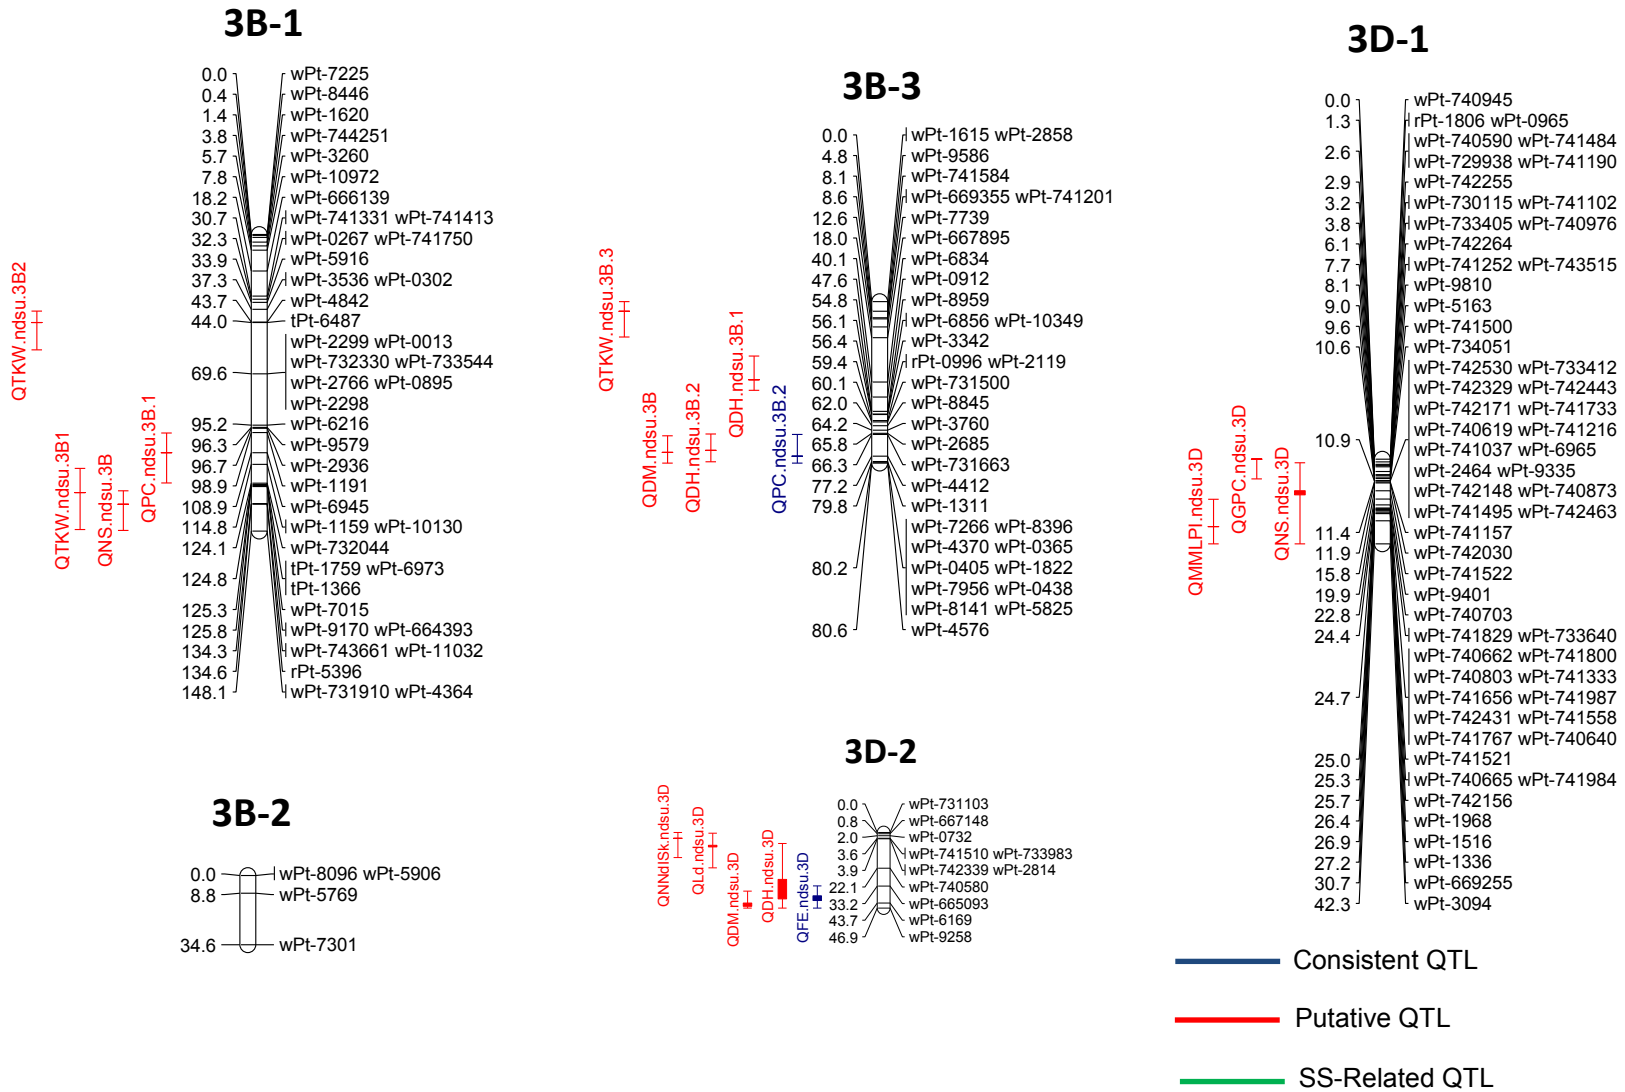 3B-1
0.0 wPt-7225
0.4 wPt-8446
1.4 wPt-1620
3.8 wPt-744251
5.7 wPt-3260
7.8 wPt-10972
18.2 wPt-666139
30.7 wPt-741331 wPt-741413
32.3 wPt-0267 wPt-741750
33.9 wPt-5916
37.3 wPt-3536 wPt-0302
43.7 wPt-4842
44.0 tPt-6487
wPt-2299 wPt-0013
wPt-732330 wPt-733544
69.6 wPt-2766 wPt-0895
wPt-2298
95.2 wPt-6216
96.3 wPt-9579
96.7 wPt-2936
98.9 wPt-1191
108.9 wPt-6945
114.8 wPt-1159 wPt-10130
124.1 wPt-732044
124.8 tPt-1759 wPt-6973
tPt-1366
125.3 wPt-7015
125.8 wPt-9170 wPt-664393
134.3 wPt-743661 wPt-11032
134.6 rPt-5396
148.1 wPt-731910 wPt-4364
QTKW.ndsu.3B2
QTKW.ndsu.3B1
QNS.ndsu.3B
QPC.ndsu.3B.1
3B-2
0.0 wPt-8096 wPt-5906
8.8 wPt-5769
34.6 wPt-7301
3B-3
0.0 wPt-1615 wPt-2858
4.8 wPt-9586
8.1 wPt-741584
8.6 wPt-669355 wPt-741201
12.6 wPt-7739
18.0 wPt-667895
40.1 wPt-6834
47.6 wPt-0912
54.8 wPt-8959
56.1 wPt-6856 wPt-10349
56.4 wPt-3342
59.4 rPt-0996 wPt-2119
60.1 wPt-731500
62.0 wPt-8845
64.2 wPt-3760
65.8 wPt-2685
66.3 wPt-731663
77.2 wPt-4412
79.8 wPt-1311
wPt-7266 wPt-8396
wPt-4370 wPt-0365
80.2 wPt-0405 wPt-1822
wPt-7956 wPt-0438
wPt-8141 wPt-5825
80.6 wPt-4576
QTKW.ndsu.3B.3
QDM.ndsu.3B
QDH.ndsu.3B.2
QDH.ndsu.3B.1
QPC.ndsu.3B.2
3D-2
0.0 wPt-731103
0.8 wPt-667148
2.0 wPt-0732
3.6 wPt-741510 wPt-733983
3.9 wPt-742339 wPt-2814
22.1 wPt-740580
33.2 wPt-665093
43.7 wPt-6169
46.9 wPt-9258
QNNdISk.ndsu.3D
QLd.ndsu.3D
QDM.ndsu.3D
QDH.ndsu.3D
QFE.ndsu.3D
3D-1
0.0 wPt-740945
1.3 rPt-1806 wPt-0965
wPt-740590 wPt-741484
2.6 wPt-729938 wPt-741190
2.9 wPt-742255
3.2 wPt-730115 wPt-741102
3.8 wPt-733405 wPt-740976
6.1 wPt-742264
7.7 wPt-741252 wPt-743515
8.1 wPt-9810
9.0 wPt-5163
9.6 wPt-741500
10.6 wPt-734051
wPt-742530 wPt-733412
wPt-742329 wPt-742443
wPt-742171 wPt-741733
wPt-740619 wPt-741216
10.9 wPt-741037 wPt-6965
wPt-2464 wPt-9335
wPt-742148 wPt-740873
wPt-741495 wPt-742463
11.4 wPt-741157
11.9 wPt-742030
15.8 wPt-741522
19.9 wPt-9401
22.8 wPt-740703
24.4 wPt-741829 wPt-733640
wPt-740662 wPt-741800
wPt-740803 wPt-741333
24.7 wPt-741656 wPt-741987
wPt-742431 wPt-741558
wPt-741767 wPt-740640
25.0 wPt-741521
25.3 wPt-740665 wPt-741984
25.7 wPt-742156
26.4 wPt-1968
26.9 wPt-1516
27.2 wPt-1336
30.7 wPt-669255
42.3 wPt-3094
QMMLPI.ndsu.3D
QGPC.ndsu.3D
QNS.ndsu.3D
Consistent QTL
Putative QTL
SS-Related QTL